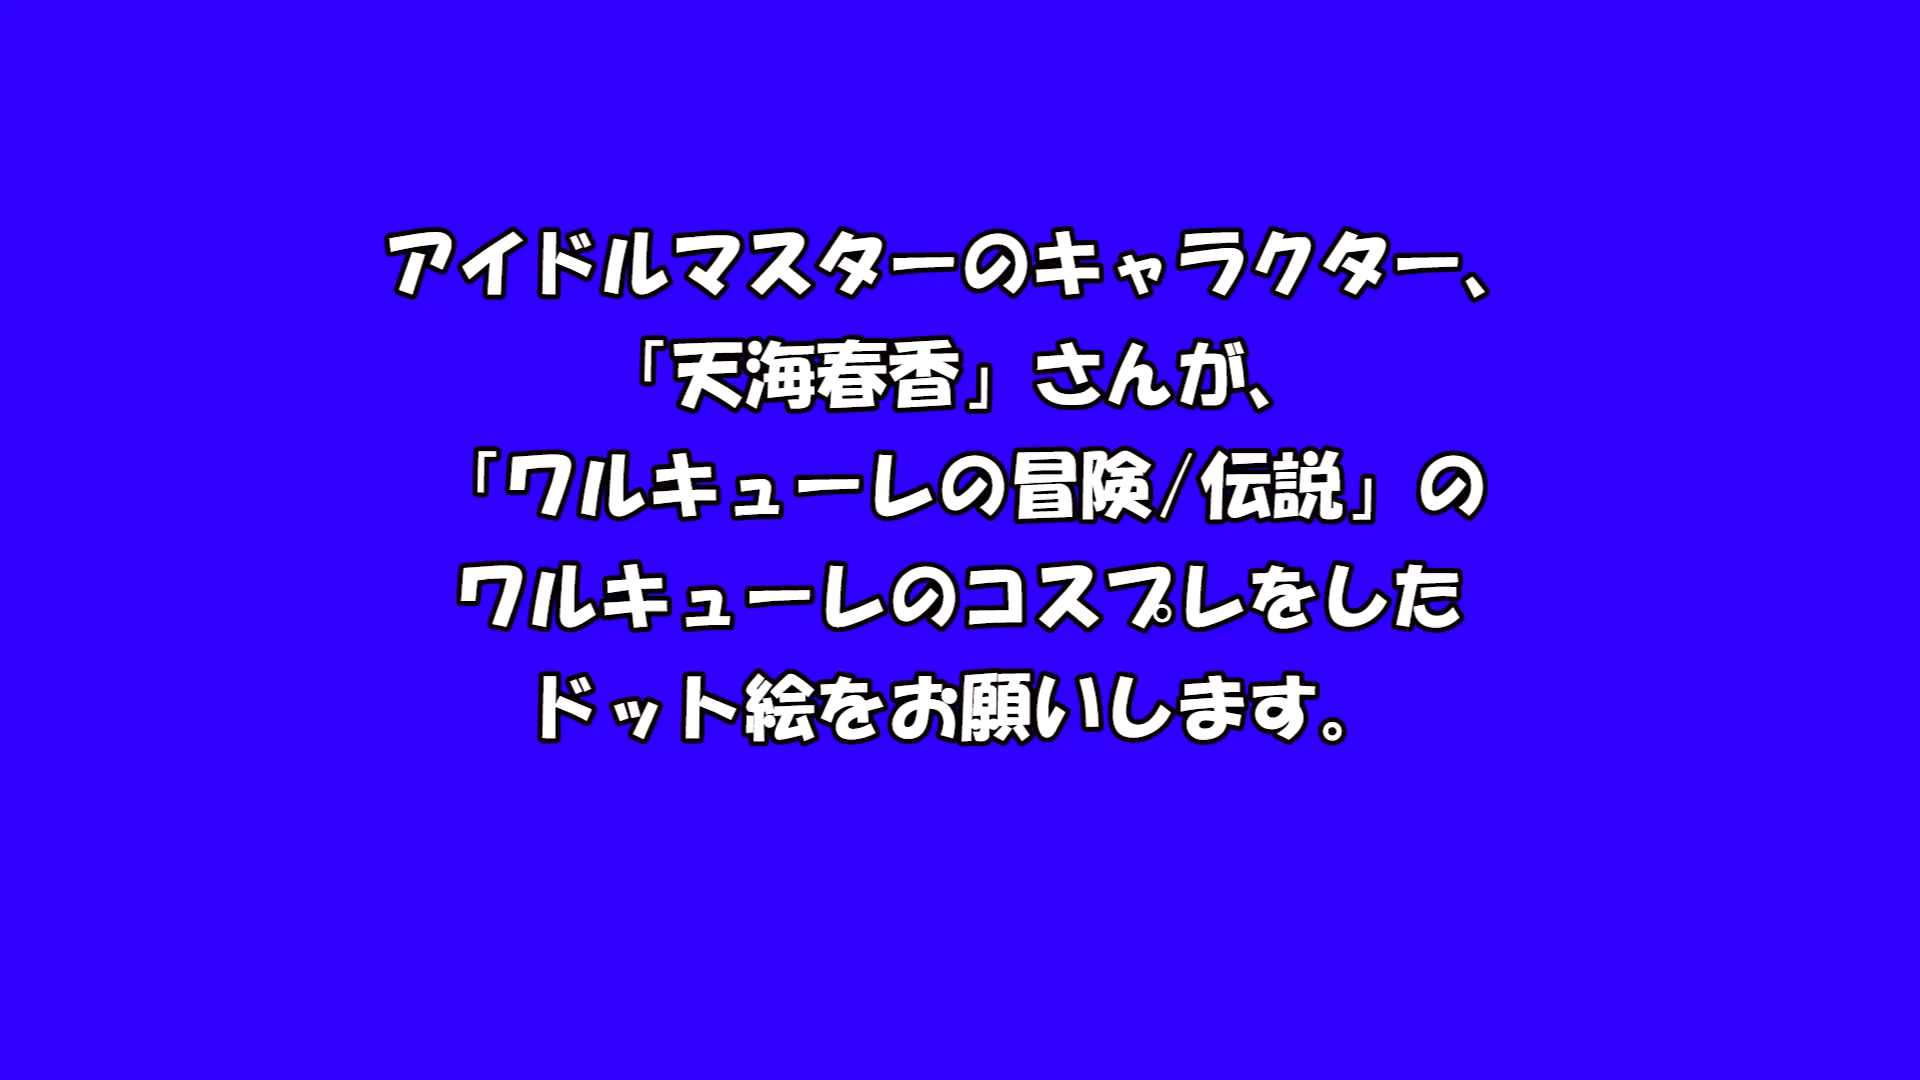 アイドルマスターのキャラクター、
「天海春香」さんが、
「ワルキューレの冒険/伝説」の
ワルキューレのコスプレをした
ドット絵をお願いします。